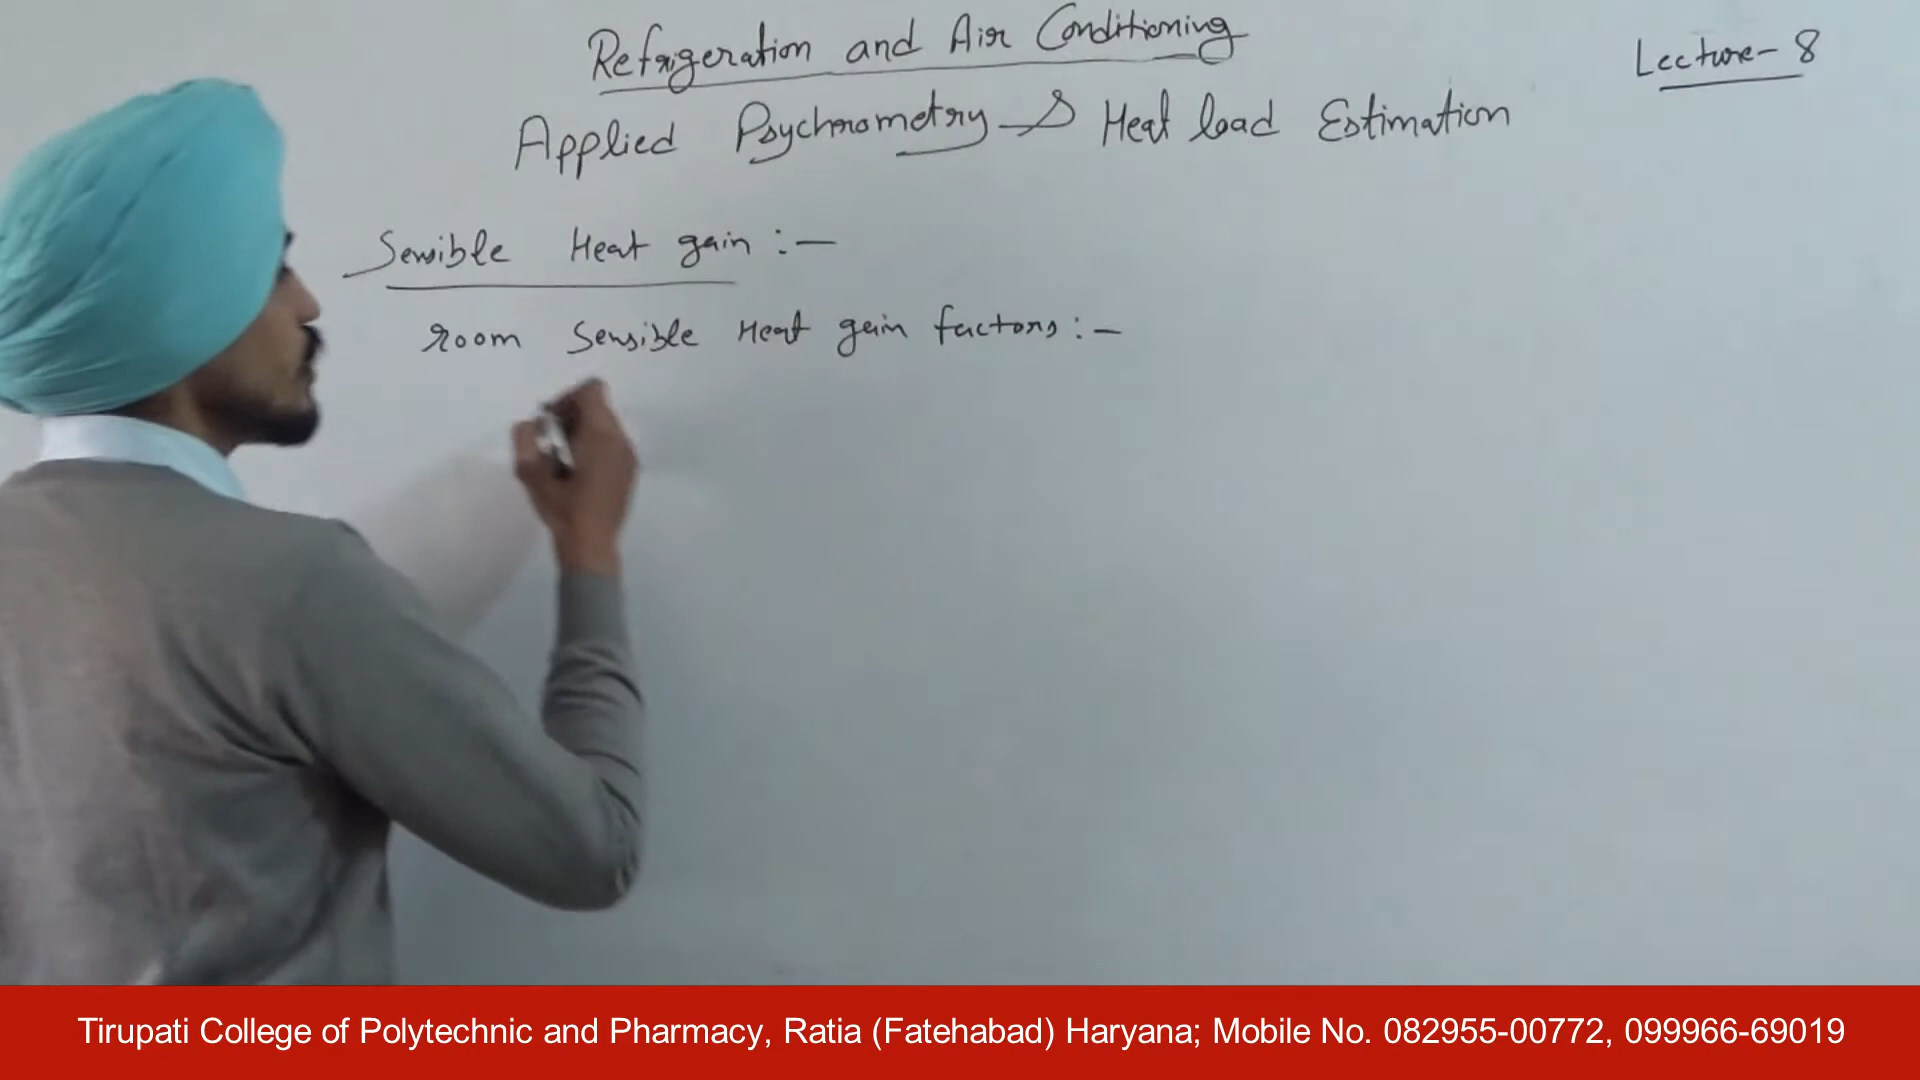 Refrigeration and Air Conditioning
Lecture - 8
Applied Psychrometry & Heat load Estimation
Sensible Heat gain :-
room Sensible Heat gain factors :-
Tirupati College of Polytechnic and Pharmacy, Ratia (Fatehabad) Haryana; Mobile No. 082955-00772, 099966-69019